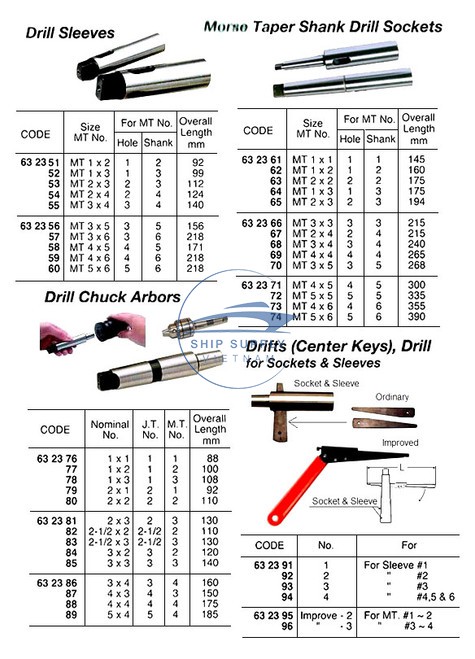 Drill Sleeves
CODE Size MT No. For MT No. Hole Shank Overall Length mm
63 23 51 MT 1 x 2 1 2 92
52 MT 1 x 3 1 3 99
53 MT 2 x 3 2 3 112
54 MT 2 x 4 2 4 124
55 MT 3 x 4 3 4 140
63 23 56 MT 3 x 5 3 5 156
57 MT 3 x 6 3 6 218
58 MT 4 x 5 4 5 171
59 MT 4 x 6 4 6 218
60 MT 5 x 6 5 6 218
Morse Taper Shank Drill Sockets
CODE Size MT No. For MT No. Hole Shank Overall Length mm
63 23 61 MT 1 x 1 1 1 145
62 MT 1 x 2 1 2 160
63 MT 2 x 2 2 2 175
64 MT 1 x 3 1 3 175
65 MT 2 x 3 2 3 194
63 23 66 MT 3 x 3 3 3 215
67 MT 2 x 4 2 4 215
68 MT 3 x 4 3 4 240
69 MT 4 x 4 4 4 265
70 MT 3 x 5 3 5 268
63 23 71 MT 4 x 5 4 5 300
72 MT 5 x 5 5 5 335
73 MT 4 x 6 4 6 355
74 MT 5 x 6 5 6 390
Drill Chuck Arbors
SHIP SUPPLY
VIETNAM
CODE Nominal No. J.T. No. M.T. No. Overall Length mm
63 23 76 1 x 1 1 1 88
77 1 x 2 1 2 100
78 1 x 3 1 3 108
79 2 x 1 2 1 92
80 2 x 2 2 2 110
63 23 81 2 x 3 2 3 130
82 2-1/2 x 2 2-1/2 2 110
83 2-1/2 x 3 2-1/2 3 130
84 3 x 2 3 2 120
85 3 x 3 3 3 140
63 23 86 3 x 4 3 4 160
87 4 x 3 4 3 150
88 4 x 4 4 4 175
89 5 x 4 5 4 185
Drifts (Center Keys), Drill
for Sockets & Sleeves
Socket & Sleeve
Ordinary
Improved
L
Socket & Sleeve
CODE No. For
63 23 91 1 For Sleeve #1
92 2 " #2
93 3 " #3
94 4 " #4,5 & 6
63 23 95 Improve - 2 For MT. #1 ~ 2
96 " - 3 " #3 ~ 4